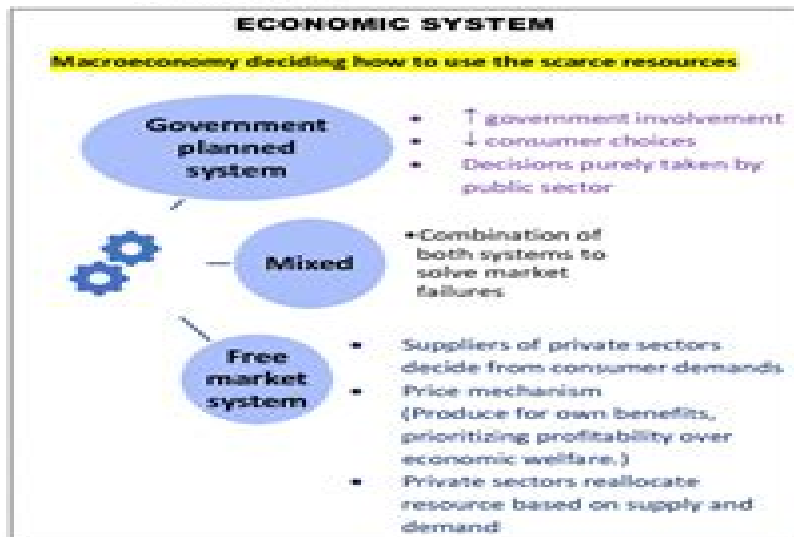 ECONOMIC SYSTEM
Macroeconomy deciding how to use the scarce resources
Government
planned
system
• ↑ government involvement
• ↓ consumer choices
• Decisions purely taken by
public sector
Mixed
•Combination of
both systems to
solve market
failures
Free
market
system
• Suppliers of private sectors
decide from consumer demands
• Price mechanism
(Produce for own benefits,
prioritizing profitability over
economic welfare.)
• Private sectors reallocate
resource based on supply and
demand